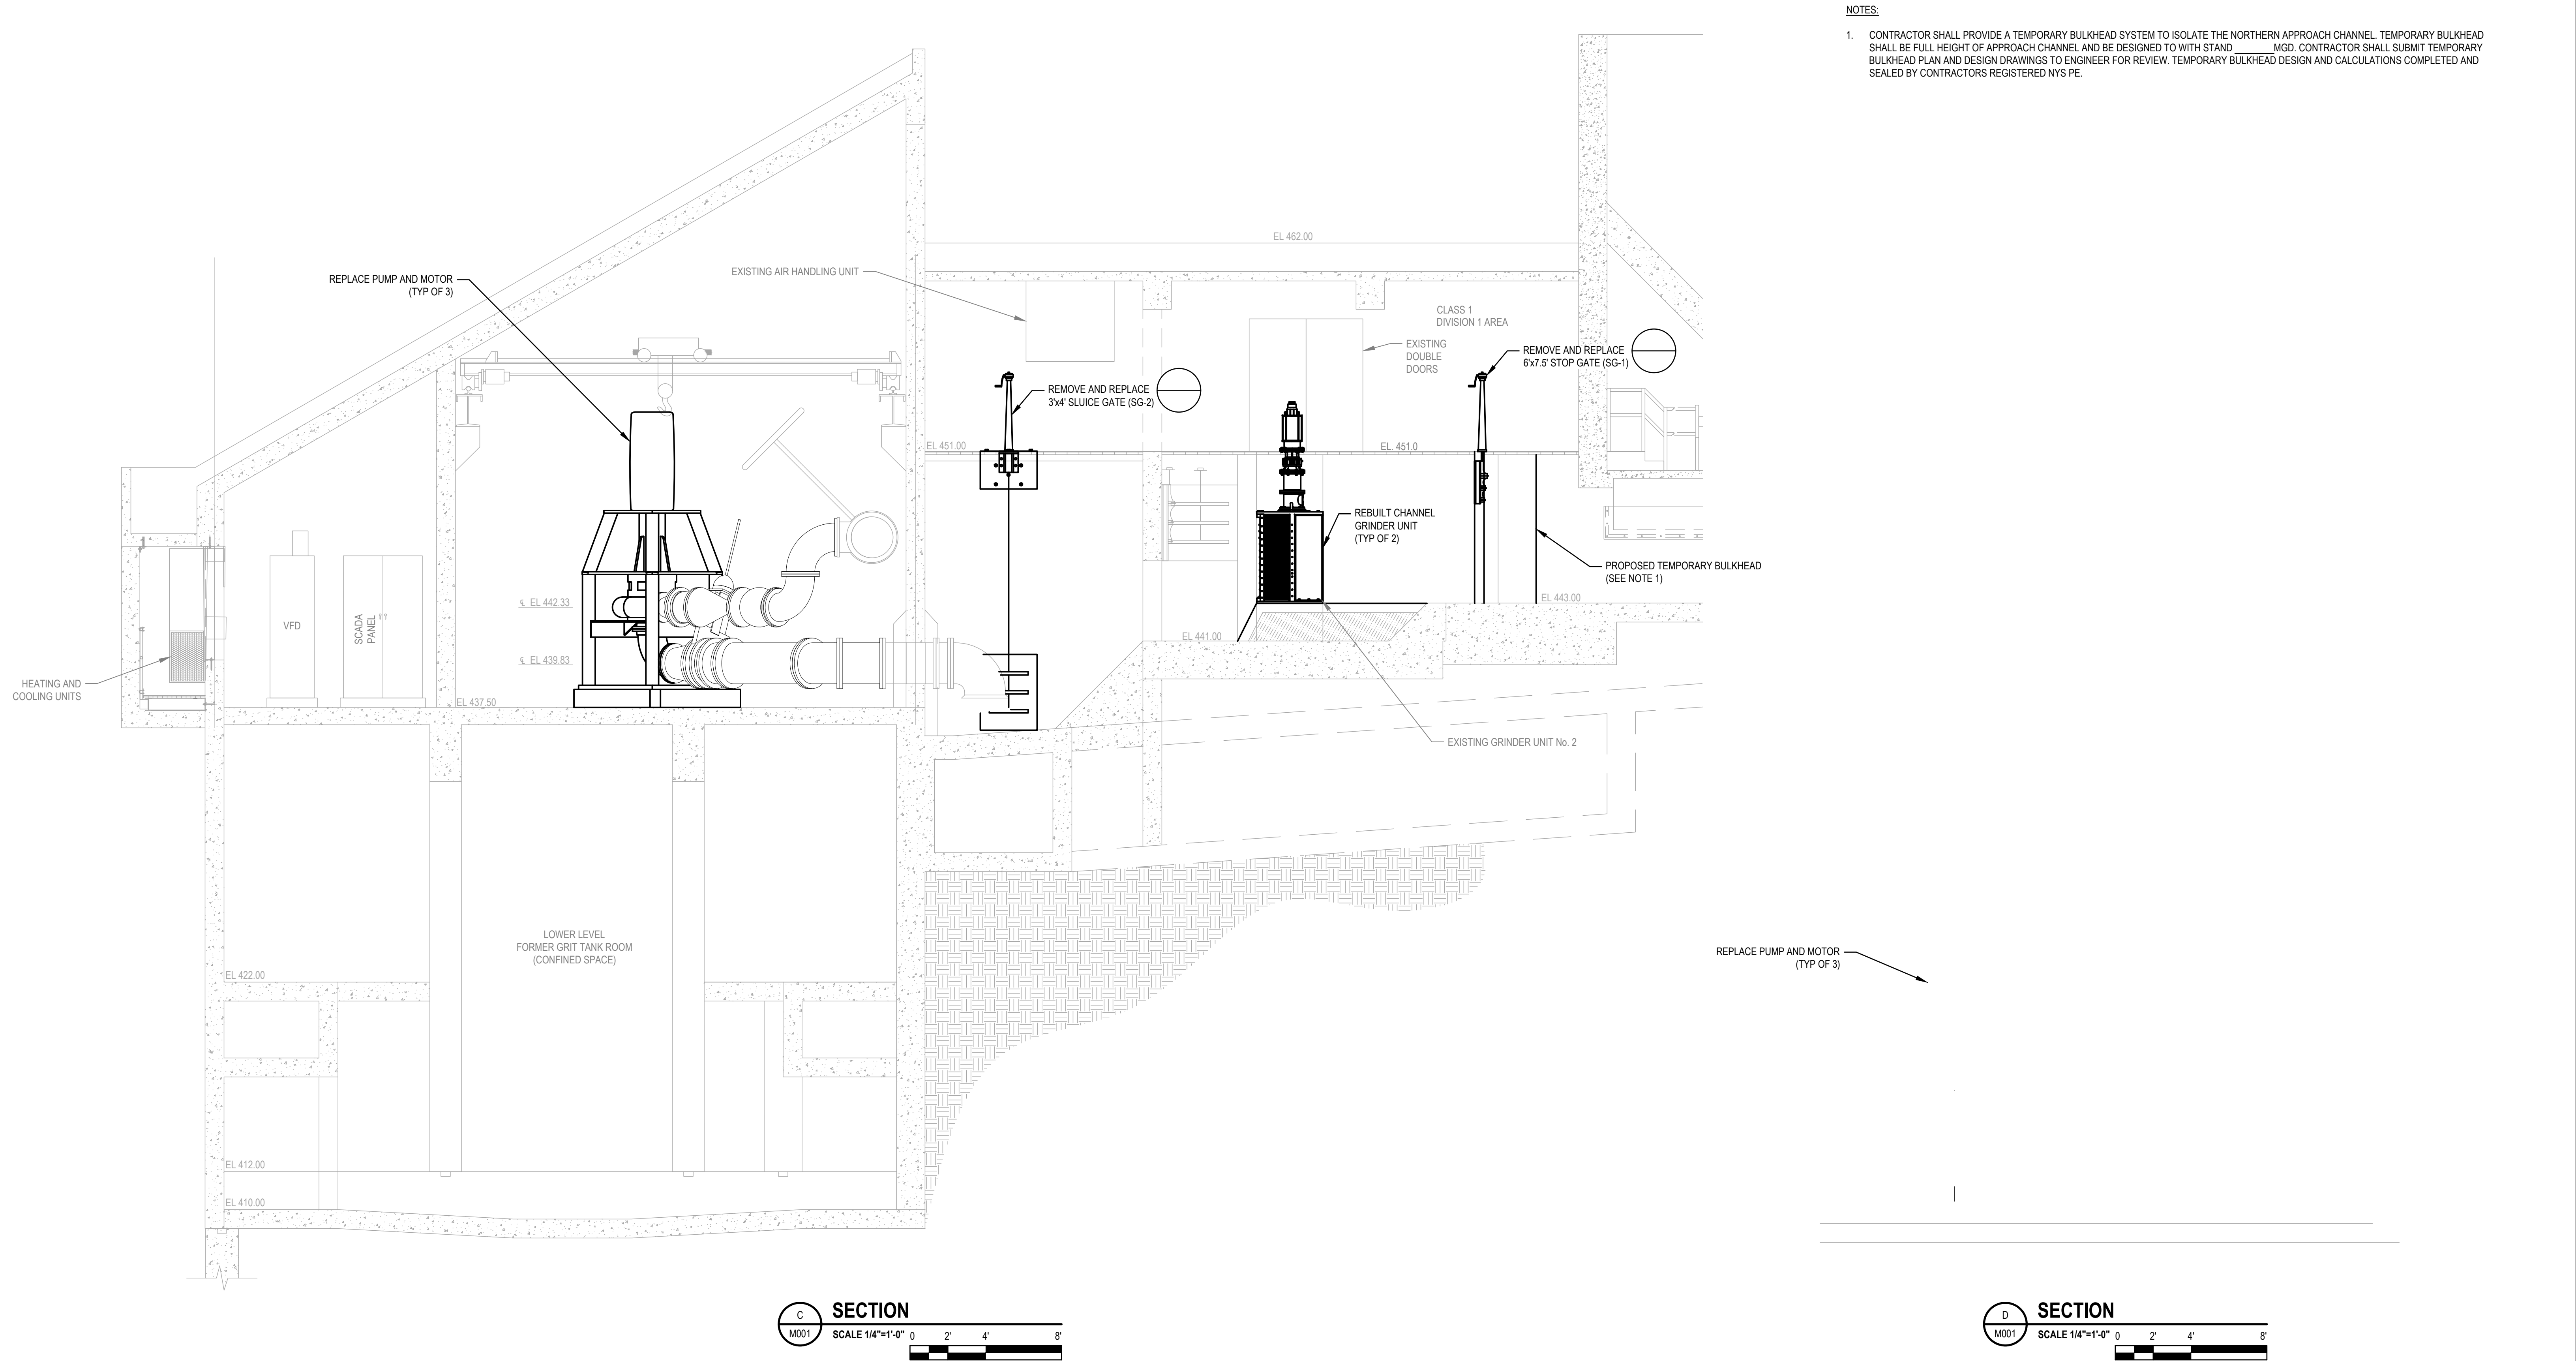 NOTES:
1. CONTRACTOR SHALL PROVIDE A TEMPORARY BULKHEAD SYSTEM TO ISOLATE THE NORTHERN APPROACH CHANNEL. TEMPORARY BULKHEAD
SHALL BE FULL HEIGHT OF APPROACH CHANNEL AND BE DESIGNED TO WITH STAND _______MGD. CONTRACTOR SHALL SUBMIT TEMPORARY
BULKHEAD PLAN AND DESIGN DRAWINGS TO ENGINEER FOR REVIEW. TEMPORARY BULKHEAD DESIGN AND CALCULATIONS COMPLETED AND
SEALED BY CONTRACTORS REGISTERED NYS PE.
EL 462.00
REPLACE PUMP AND MOTOR
(TYP OF 3)
EXISTING AIR HANDLING UNIT
CLASS 1
DIVISION 1 AREA
EXISTING
DOUBLE
DOORS
REMOVE AND REPLACE
6'x7.5' STOP GATE (SG-1)
REMOVE AND REPLACE
3'x4' SLUICE GATE (SG-2)
EL 451.00
EL. 451.0
REBUILT CHANNEL
GRINDER UNIT
(TYP OF 2)
PROPOSED TEMPORARY BULKHEAD
(SEE NOTE 1)
EL 443.00
℄ EL 442.33
VFD
SCADA
PANEL
EL 441.00
℄ EL 439.83
HEATING AND
COOLING UNITS
EL 437.50
EXISTING GRINDER UNIT No. 2
LOWER LEVEL
FORMER GRIT TANK ROOM
(CONFINED SPACE)
EL 422.00
REPLACE PUMP AND MOTOR
(TYP OF 3)
EL 412.00
EL 410.00
C
M001
SECTION
SCALE 1/4"=1'-0"
0 2' 4' 8'
D
M001
SECTION
SCALE 1/4"=1'-0"
0 2' 4' 8'